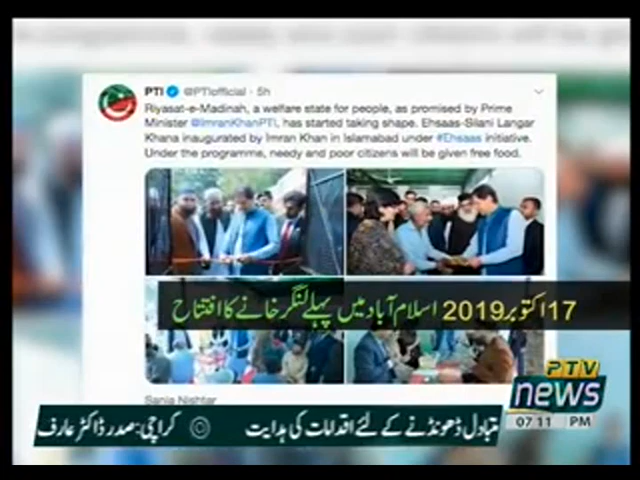 PTI @PTIofficial · 5h
Riyasat-e-Madinah, a welfare state for people, as promised by Prime
Minister @ImranKhanPTI, has started taking shape. Ehsaas-Silani Langar
Khana inaugurated by Imran Khan in Islamabad under #Ehsaas initiative.
Under the programme, needy and poor citizens will be given free food.
17 اکتوبر 2019 اسلام آباد میں پہلے لنگر خانے کا افتتاح
Sania Nishtar
PTV
news
07:11 PM
متبادل ڈھونڈنے کے لئے اقدامات کی ہدایت
کراچی: صدر ڈاکٹر عارف